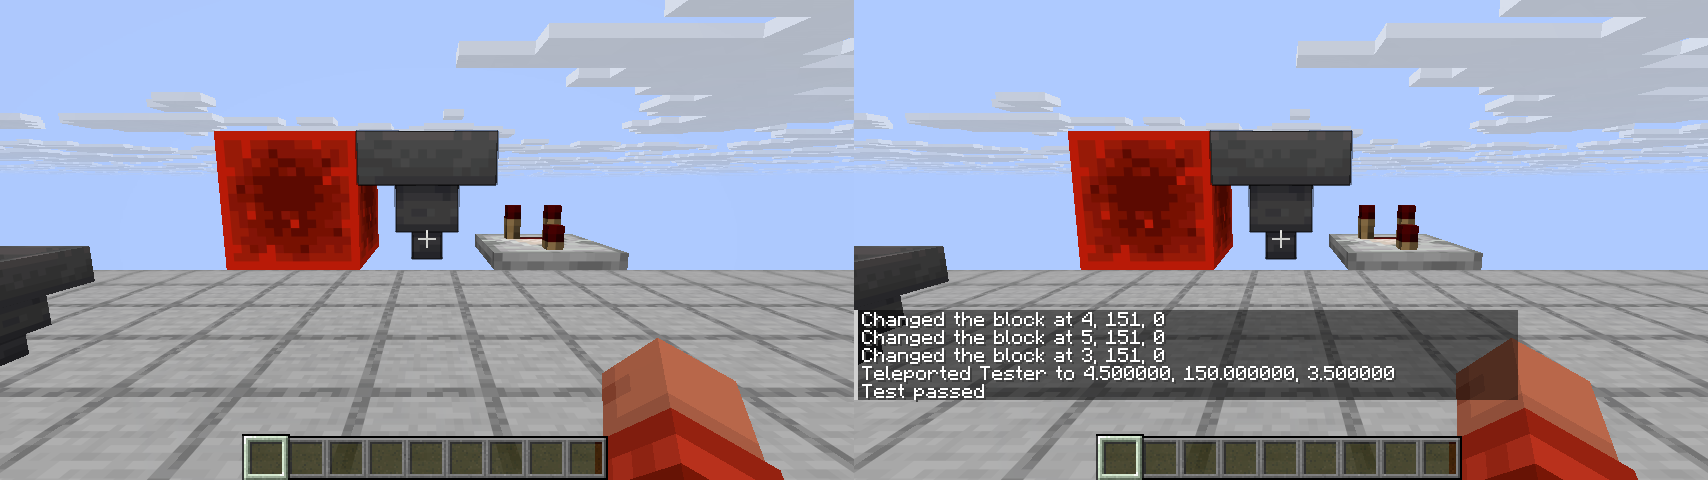 Changed the block at 4, 151, 0
Changed the block at 5, 151, 0
Changed the block at 3, 151, 0
Teleported Tester to 4.500000, 150.000000, 3.500000
Test passed